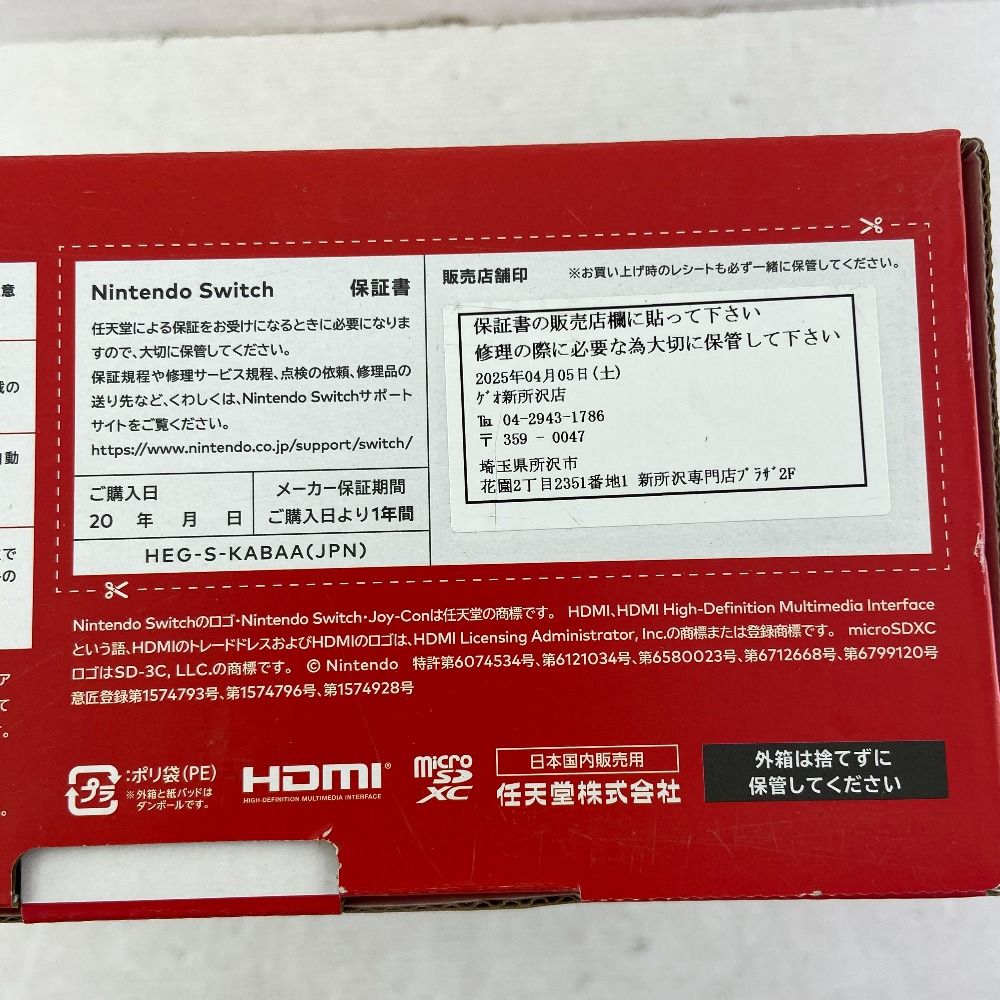 意
蔵の
自動
て
で
での
ア
て
。
。
Nintendo Switch 保証書
任天堂による保証をお受けになるときに必要になりま
すので、大切に保管してください。
保証規程や修理サービス規程、点検の依頼、修理品の
送り先など、くわしくは、Nintendo Switchサポート
サイトをご覧ください。
https://www.nintendo.co.jp/support/switch/
ご購入日
20 年 月 日
メーカー保証期間
ご購入日より1年間
HEG-S-KABAA(JPN)
販売店舗印 ※お買い上げ時のレシートも必ず一緒に保管してください。
保証書の販売店欄に貼って下さい
修理の際に必要な為大切に保管して下さい
2025年04月05日(土)
ゲオ新所沢店
℡ 04-2943-1786
〒 359 - 0047
埼玉県所沢市
花園2丁目2351番地1 新所沢専門店プラザ2F
Nintendo Switchのロゴ・Nintendo Switch・Joy-Conは任天堂の商標です。 HDMI、HDMI High-Definition Multimedia Interface
という語、HDMIのトレードドレスおよびHDMIのロゴは、HDMI Licensing Administrator, Inc.の商標または登録商標です。 microSDXC
ロゴはSD-3C, LLC.の商標です。 © Nintendo 特許第6074534号、第6121034号、第6580023号、第6712668号、第6799120号
意匠登録第1574793号、第1574796号、第1574928号
プラ
:ポリ袋(PE)
※外箱と紙パッドは
ダンボールです。
HDMI®
HIGH-DEFINITION MULTIMEDIA INTERFACE
micro
SD
XC
日本国内販売用
任天堂株式会社
外箱は捨てずに
保管してください